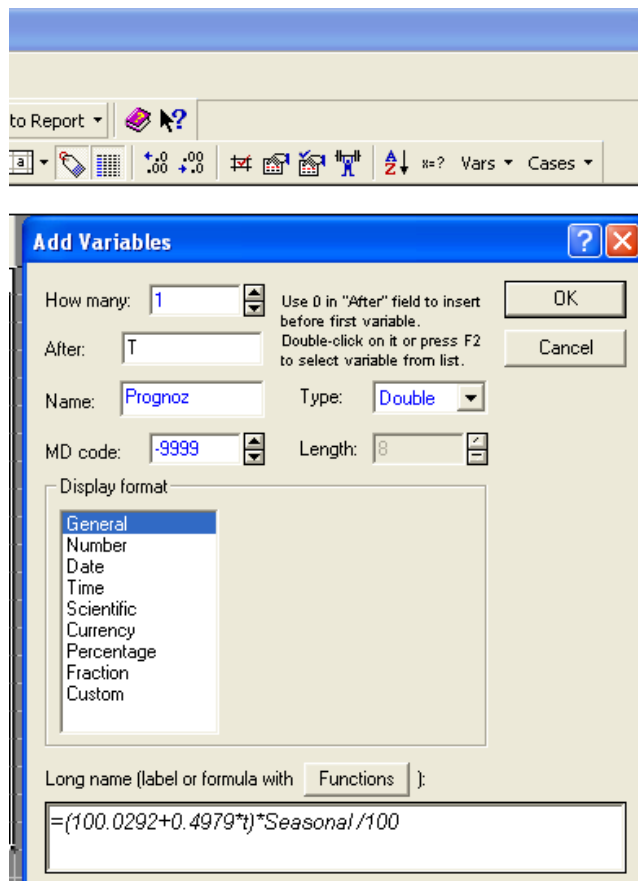 to Report
a .00 .00 A Z x=? Vars Cases
Add Variables
How many: 1
Use 0 in "After" field to insert
before first variable.
Double-click on it or press F2
to select variable from list.
OK
After: T
Cancel
Name: Prognoz Type: Double
MD code: -9999 Length: 8
Display format
General
Number
Date
Time
Scientific
Currency
Percentage
Fraction
Custom
Long name (label or formula with Functions ):
=(100.0292+0.4979*t)*Seasonal/100